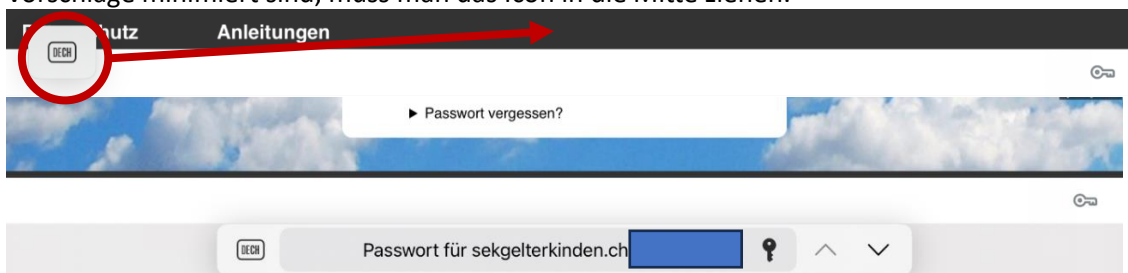 Vorschläge minimiert sind, muss man das Icon in die Mitte ziehen.
Anleitungen
DECH
▶ Passwort vergessen?
DECH Passwort für sekgelterkinden.ch